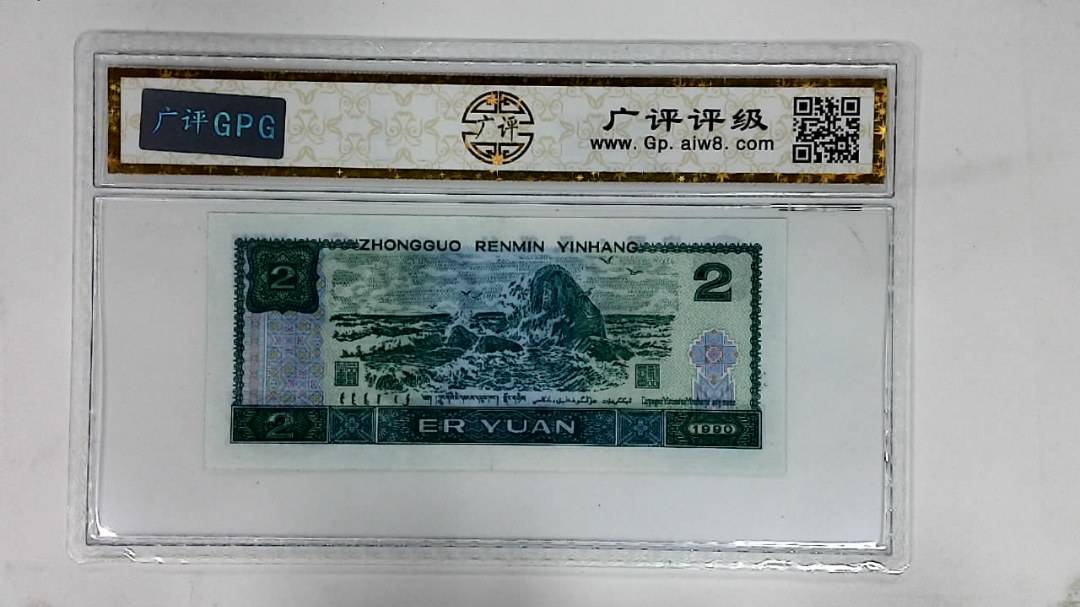 广评GPG
广评
广评评级
www.Gp.aiw8.com
ZHONGGUO RENMIN YINHANG
2
2
2
ER YUAN
1990